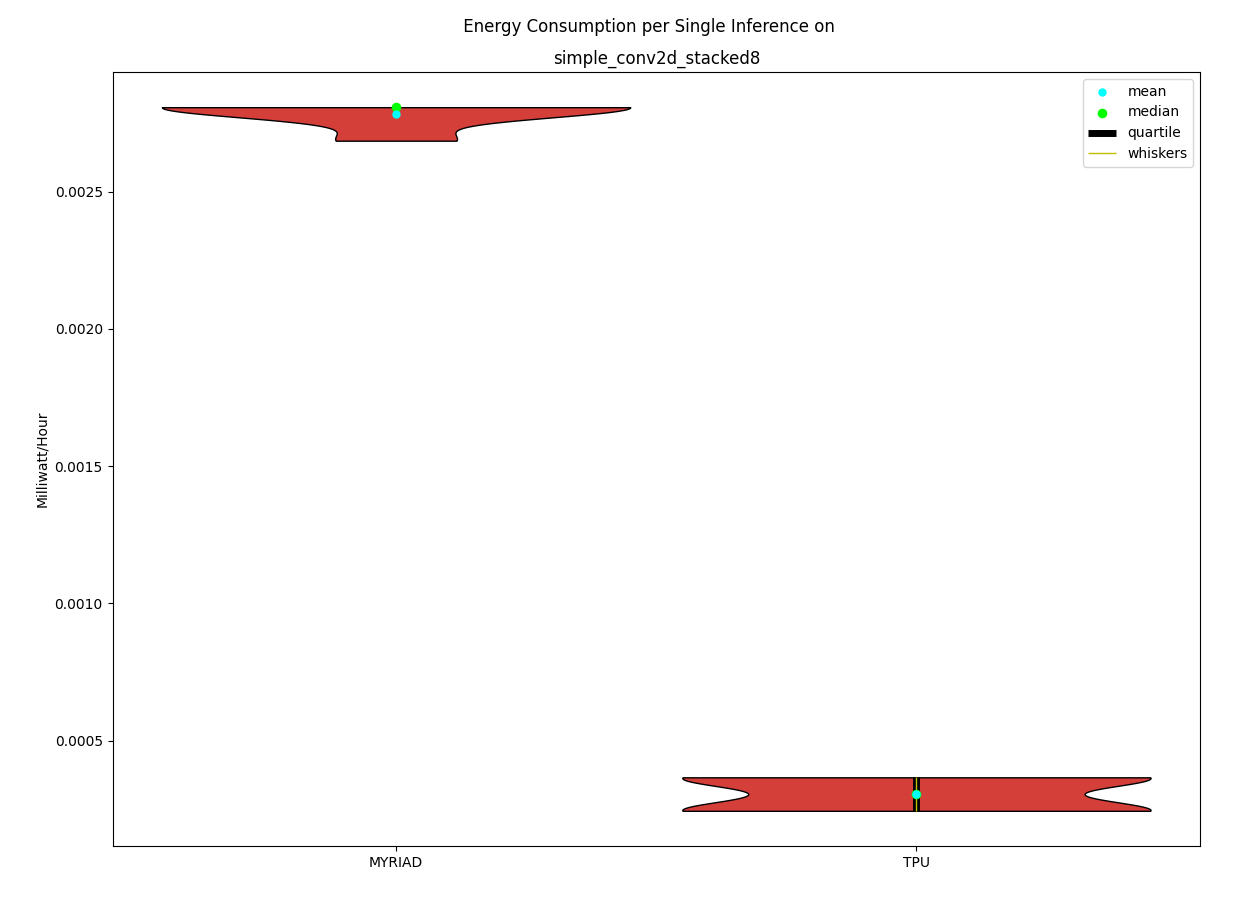 Energy Consumption per Single Inference on
simple_conv2d_stacked8
mean
median
quartile
whiskers
0.0025
0.0020
0.0015
0.0010
0.0005
Milliwatt/Hour
MYRIAD
TPU